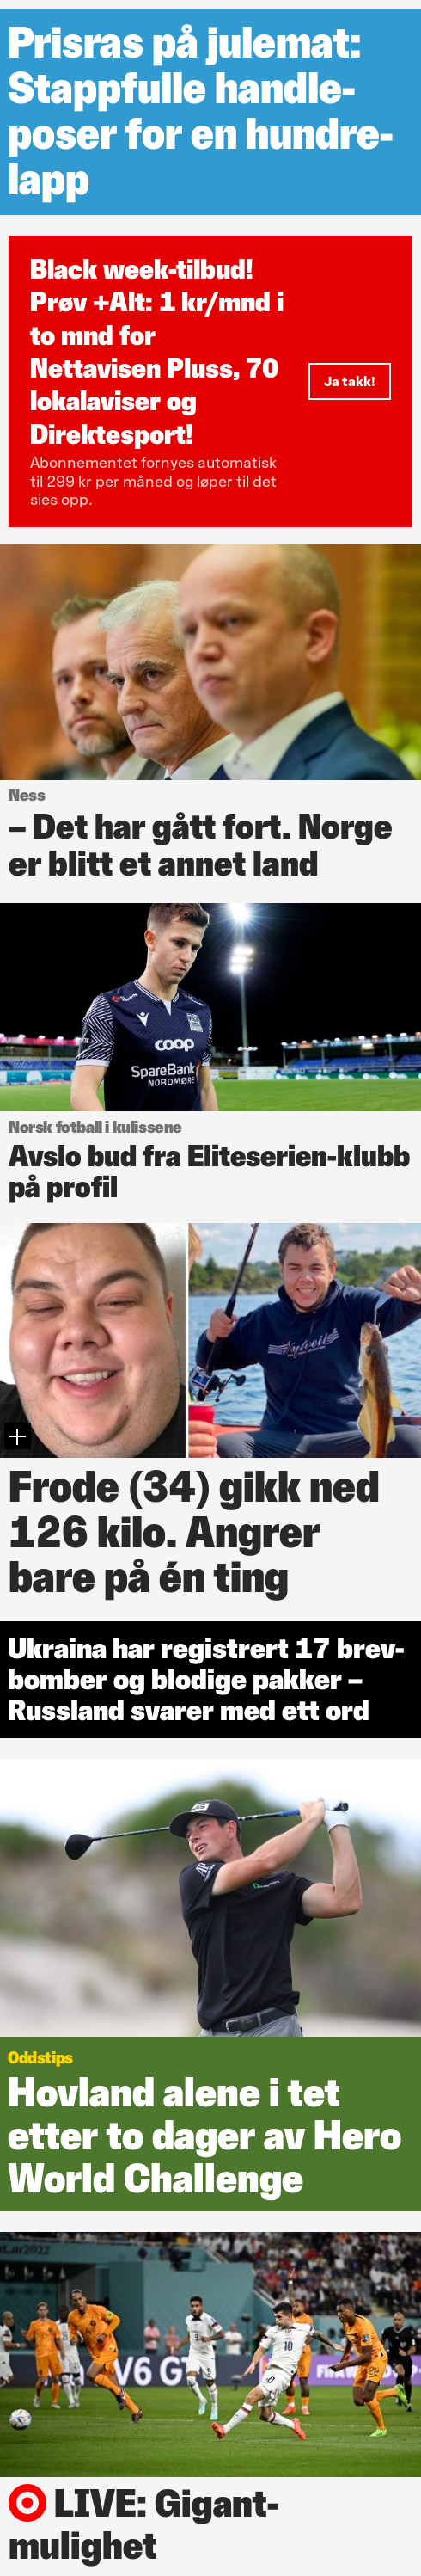 Prisras på julemat:
Stappfulle handle-
poser for en hundre-
lapp
Black week-tilbud!
Prøv +Alt: 1 kr/mnd i
to mnd for
Nettavisen Pluss, 70
lokalaviser og
Direktesport!
Abonnementet fornyes automatisk
til 299 kr per måned og løper til det
sies opp.
Ja takk!
Ness
– Det har gått fort. Norge
er blitt et annet land
coop
SpareBank
NORDMØRE
Norsk fotball i kulissene
Avslo bud fra Eliteserien-klubb
på profil
Frode (34) gikk ned
126 kilo. Angrer
bare på én ting
Ukraina har registrert 17 brev-
bomber og blodige pakker –
Russland svarer med ett ord
Oddstips
Hovland alene i tet
etter to dager av Hero
World Challenge
V6 GT
10
LIVE: Gigant-
mulighet